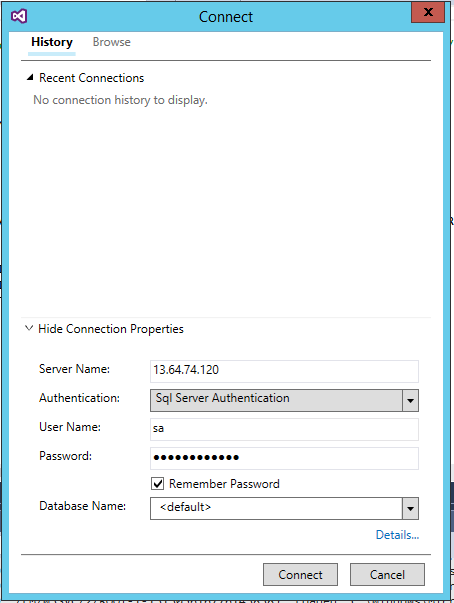 Connect
x
History Browse
Recent Connections
No connection history to display.
Hide Connection Properties
Server Name: 13.64.74.120
Authentication: Sql Server Authentication
User Name: sa
Password: ●●●●●●●●●●●●
Remember Password
Database Name: <default>
Details...
Connect Cancel